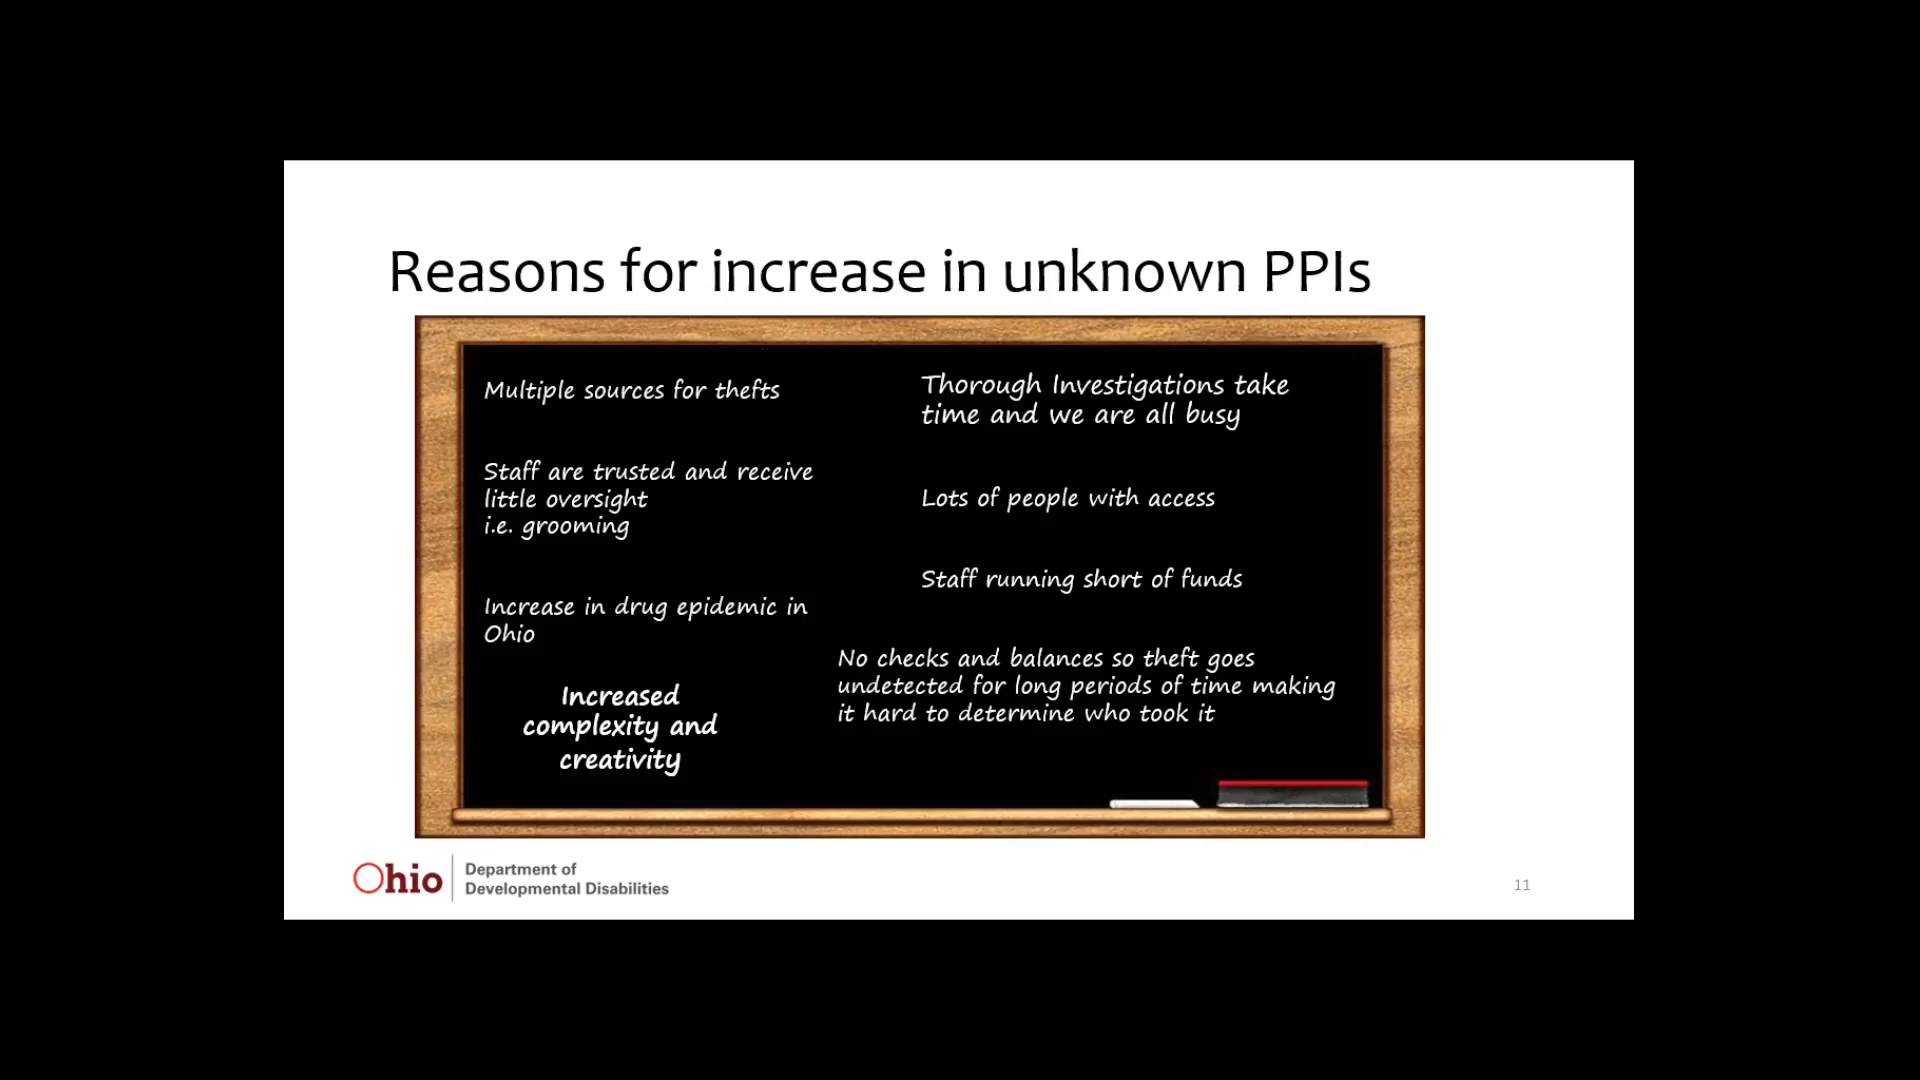 Reasons for increase in unknown PPIs
Multiple sources for thefts
Staff are trusted and receive
little oversight
i.e. grooming
Increase in drug epidemic in
Ohio
Increased
complexity and
creativity
Thorough Investigations take
time and we are all busy
Lots of people with access
Staff running short of funds
No checks and balances so theft goes
undetected for long periods of time making
it hard to determine who took it
Ohio
Department of
Developmental Disabilities
11